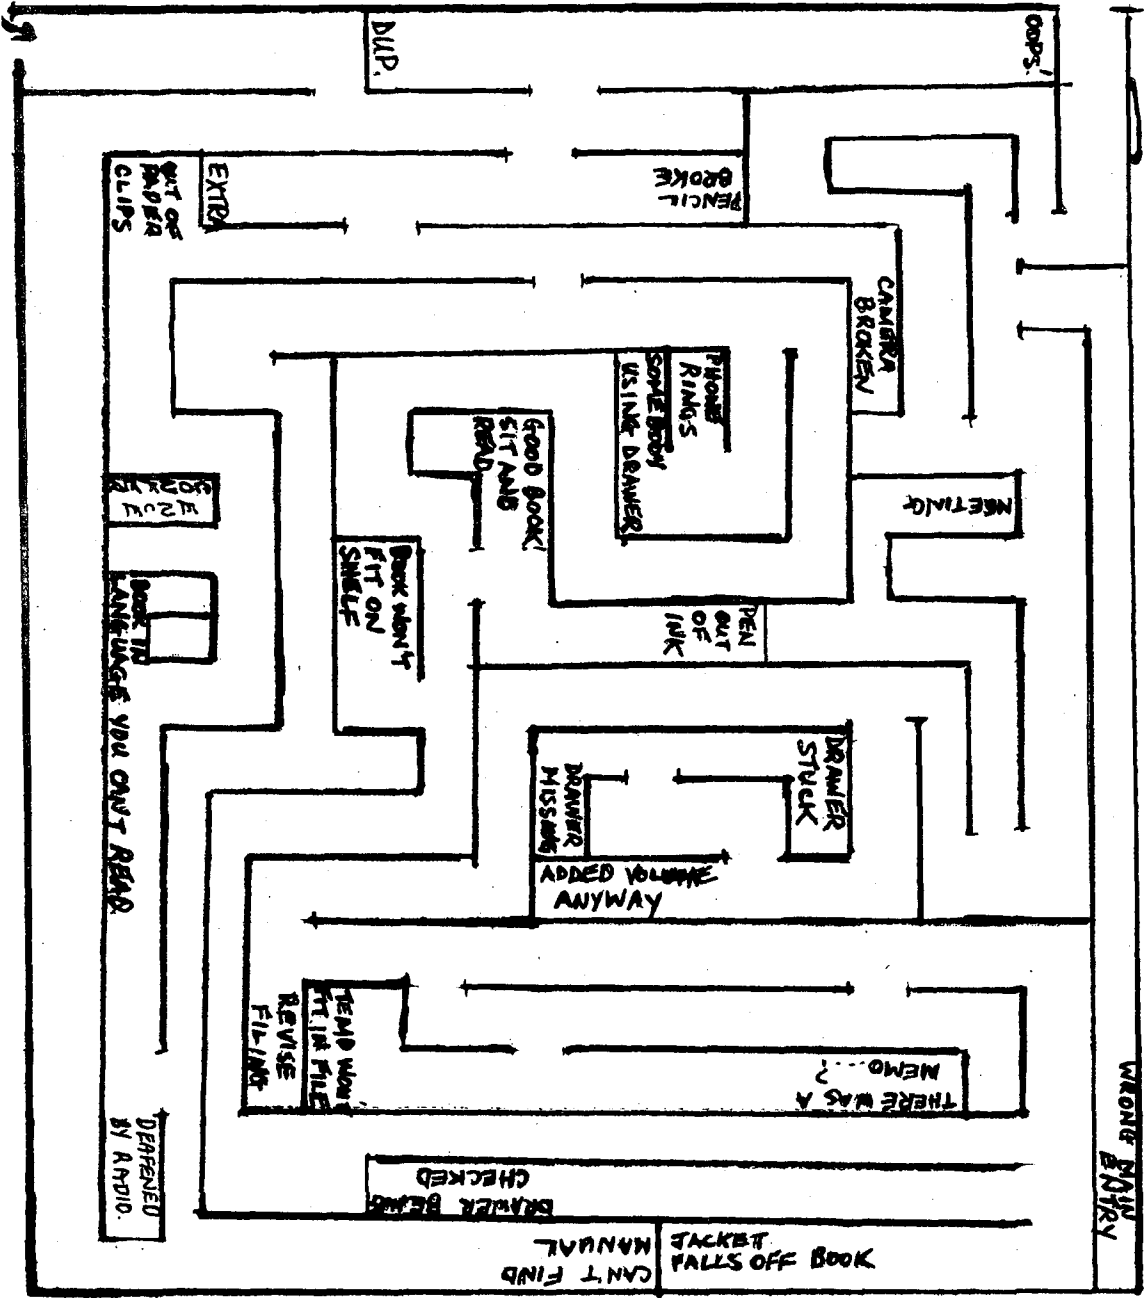 DUP.
OOPS!
OUT OF
PAPER
CLIPS
EXTRA
PENCIL
BROKE
CAMERA
BROKEN
PHONE
RINGS
SOMEBODY
USING DRAWER
GOOD BOOK!
SIT AND
READ
MEETING
BOOK WON'T
FIT ON
SHELF
PEN
OUT
OF
INK
BOOK IN
LANGUAGE YOU CAN'T READ
DRAWER
STUCK
DRAWER
MISSING
ADDED VOLUME
ANYWAY
TEMP WONT
FIT IN FILE
REVISE
FILING
THERE WAS A
MEMO....?
WRONG MAIN
ENTRY
DEAFENED
BY RADIO.
DRAWER BEING
CHECKED
CAN'T FIND
MANUAL
JACKET
FALLS OFF BOOK